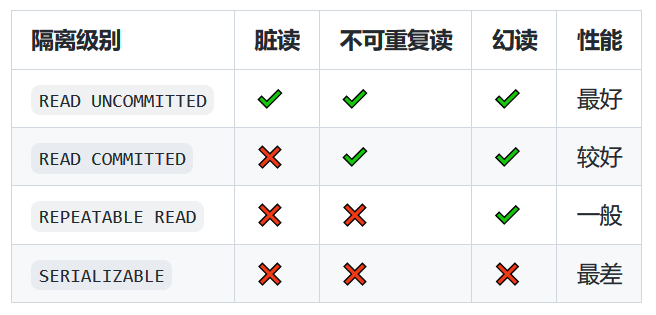 隔离级别 脏读 不可重复读 幻读 性能
READ UNCOMMITTED ✔ ✔ ✔ 最好
READ COMMITTED ❌ ✔ ✔ 较好
REPEATABLE READ ❌ ❌ ✔ 一般
SERIALIZABLE ❌ ❌ ❌ 最差